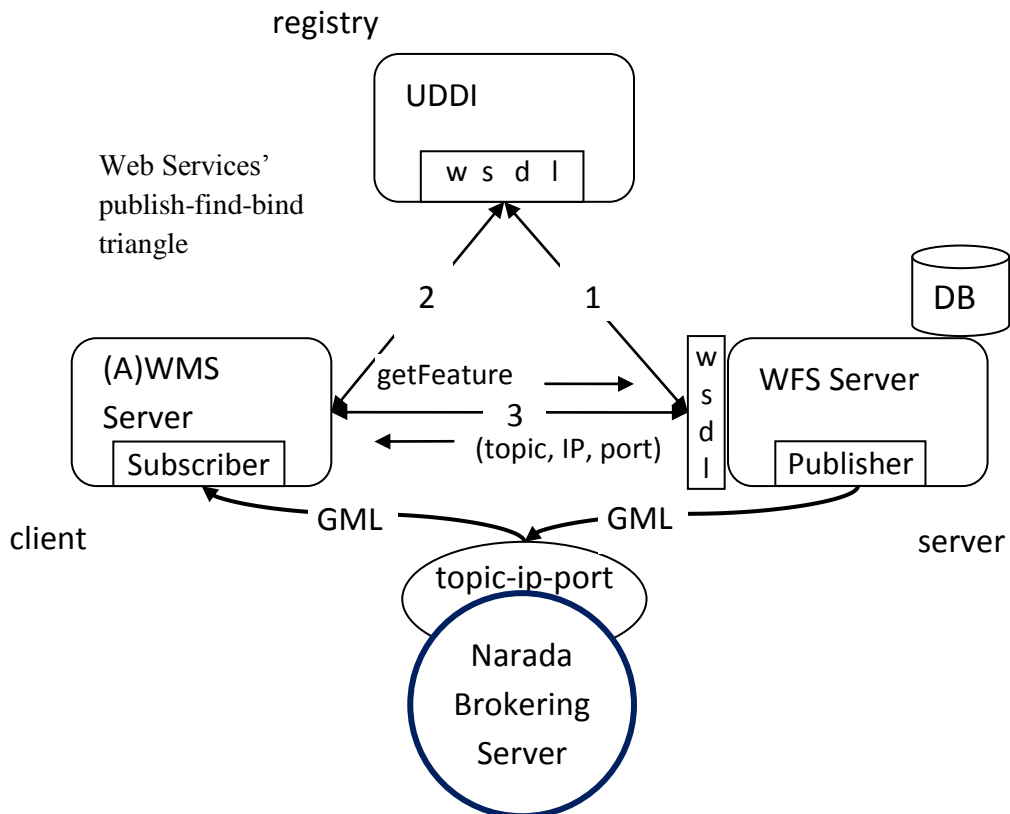 registry
UDDI
w s d l
Web Services’
publish-find-bind
triangle
2
1
DB
(A)WMS
Server
Subscriber
getFeature
3
(topic, IP, port)
w
s
d
l
WFS Server
Publisher
GML
GML
client
server
topic-ip-port
Narada
Brokering
Server